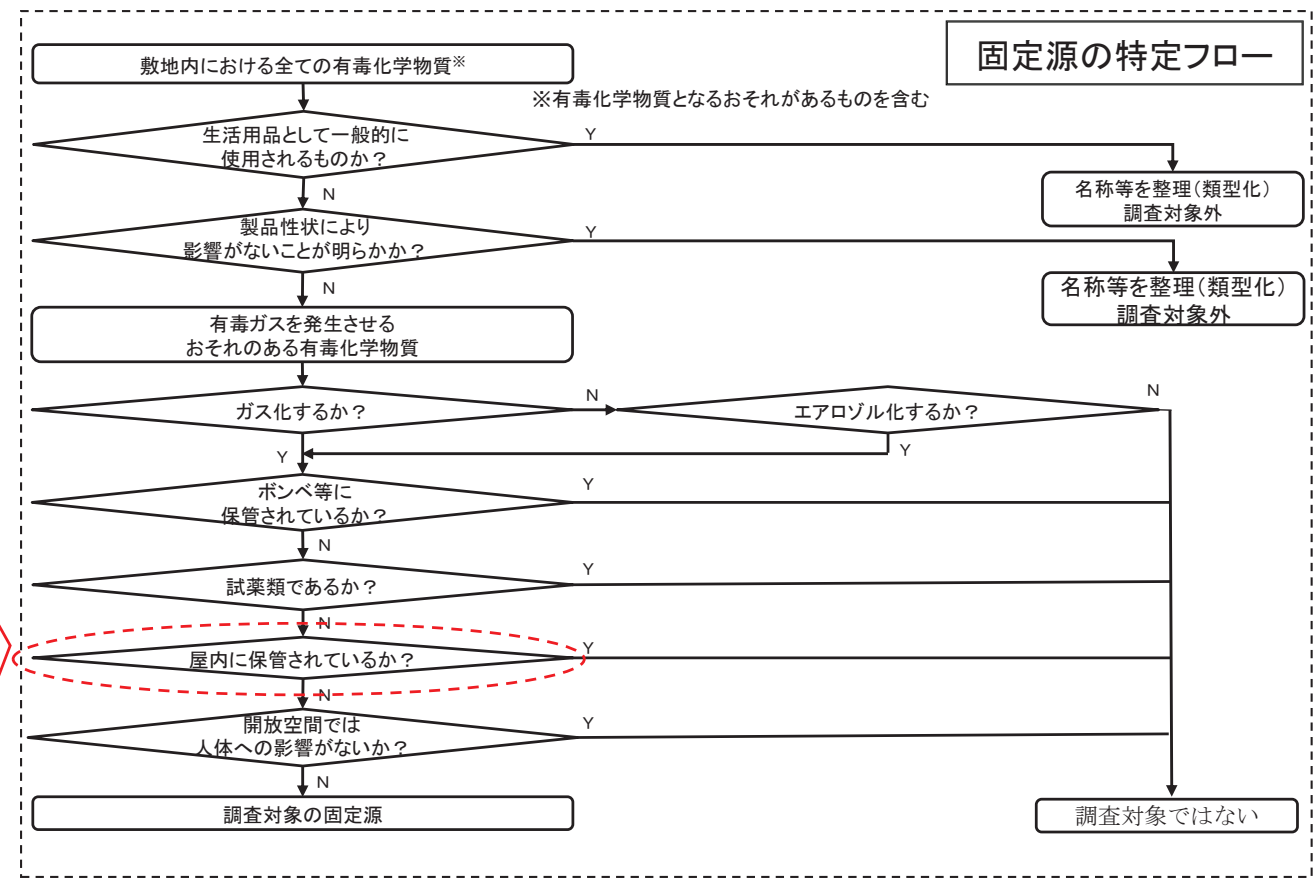 固定源の特定フロー
敷地内における全ての有毒化学物質※
※有毒化学物質となるおそれがあるものを含む
生活用品として一般的に
使用されるものか？
Y
N
名称等を整理（類型化）
調査対象外
製品性状により
影響がないことが明らかか？
Y
N
名称等を整理（類型化）
調査対象外
有毒ガスを発生させる
おそれのある有毒化学物質
ガス化するか？
N
エアロゾル化するか？
N
Y
Y
ボンベ等に
保管されているか？
Y
N
試薬類であるか？
Y
N
屋内に保管されているか？
Y
N
開放空間では
人体への影響がないか？
Y
N
調査対象の固定源
調査対象ではない